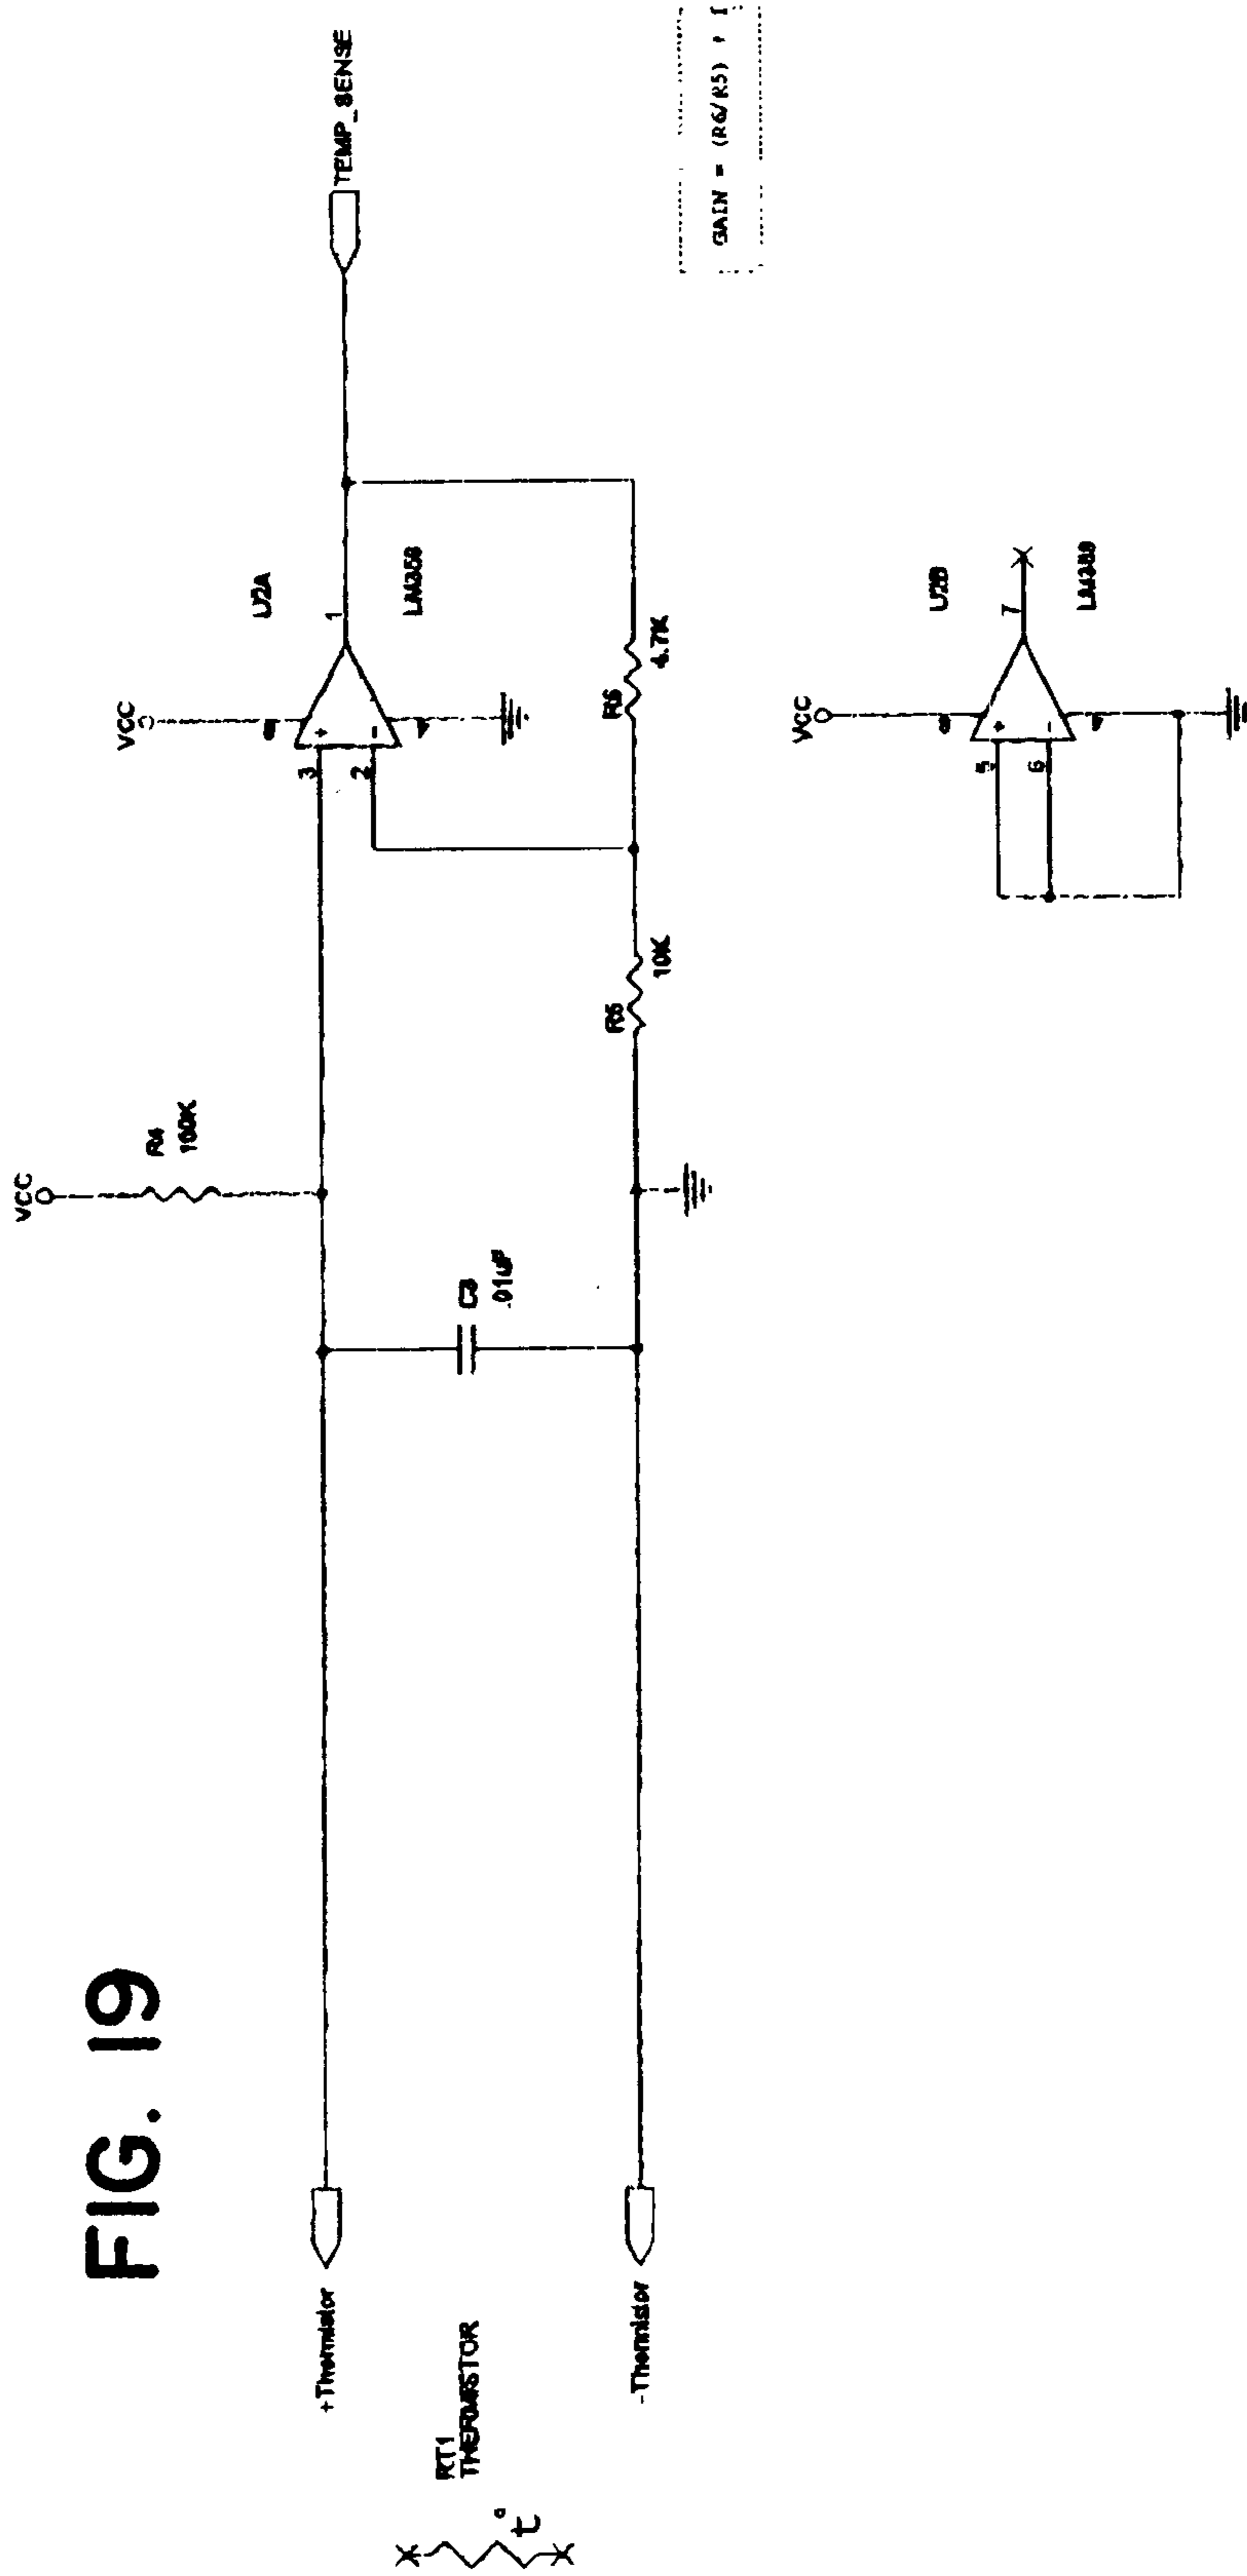 FIG. 19
VCC
R4
100K
+Thermistor
RT1
THERMISTOR
t°
-Thermistor
C3
.01uF
VCC
3
2
+
-
1
U2A
LM358
TEMP_SENSE
R5
10K
R6
4.7K
GAIN = (R6/R5) + 1
VCC
5
6
+
-
7
U2B
LM358